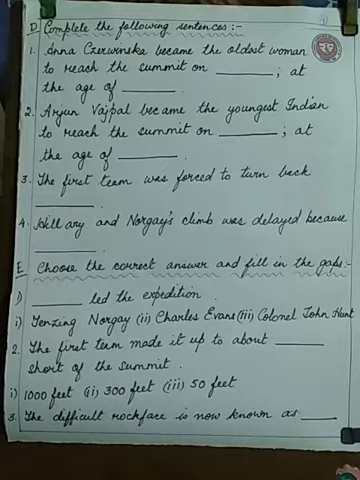 D Complete the following sentences :-
1. Anna Czerwinska became the oldest woman
to reach the summit on ______ ; at
the age of ______ .
2. Arjun Vajpal became the youngest Indian
to reach the summit on ______ ; at
the age of ______ .
3. The first team was forced to turn back
______ .
4. Hillary and Norgay's climb was delayed because
______ .
E Choose the correct answer and fill in the gaps:-
1) ______ led the expedition .
i) Tenzing Norgay (ii) Charles Evans (iii) Colonel John Hunt
2. The first team made it up to about ______
short of the summit .
i) 1000 feet (ii) 300 feet (iii) 50 feet
3. The difficult rockface is now known as ______